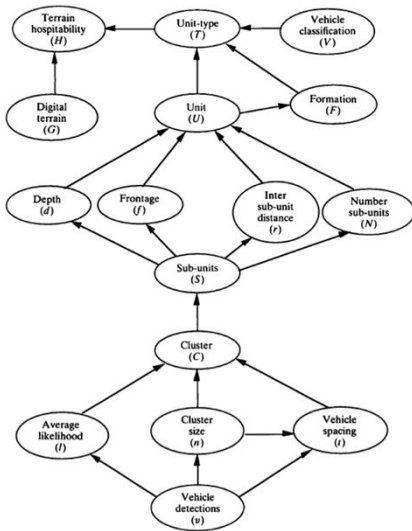 Terrain
hospitability
(H)
Unit-type
(T)
Vehicle
classification
(V)
Digital
terrain
(G)
Unit
(U)
Formation
(F)
Depth
(d)
Frontage
(f)
Inter
sub-unit
distance
(r)
Number
sub-units
(N)
Sub-units
(S)
Cluster
(C)
Average
likelihood
(l)
Cluster
size
(n)
Vehicle
spacing
(t)
Vehicle
detections
(v)